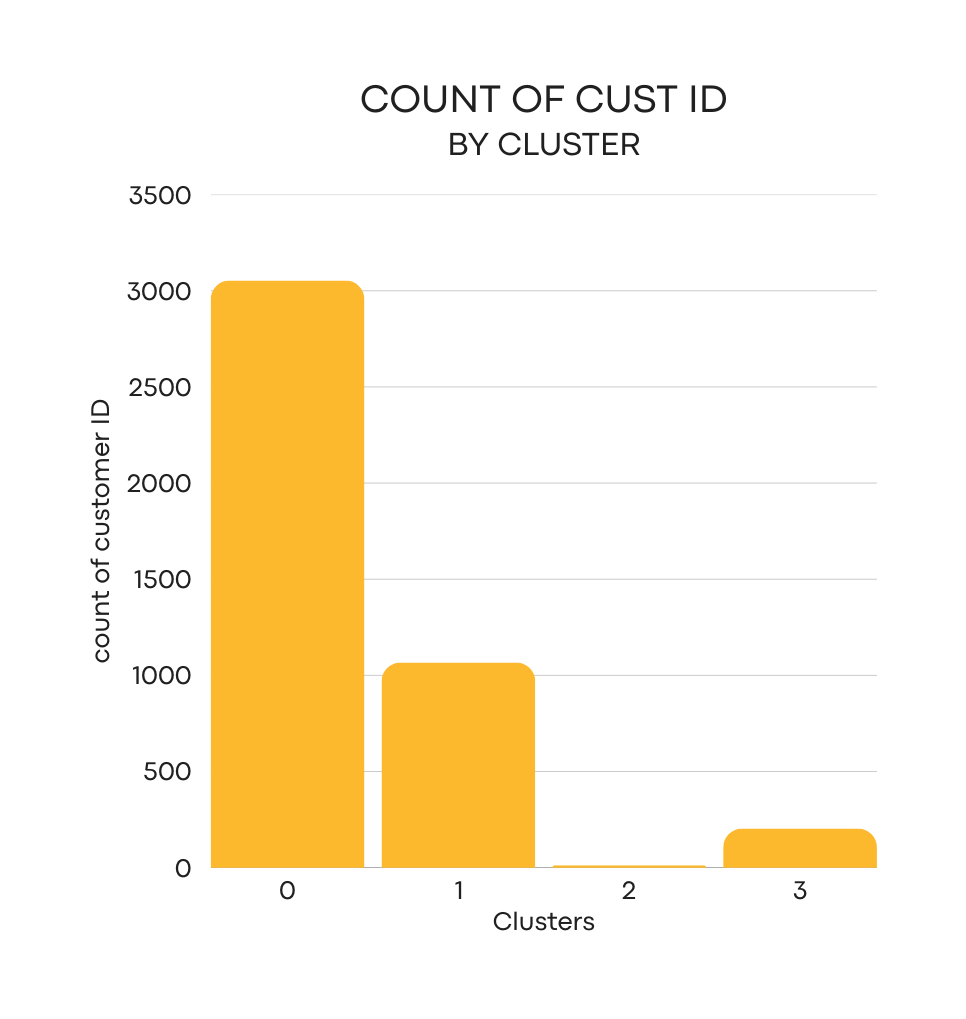 COUNT OF CUST ID
BY CLUSTER
3500
3000
2500
2000
1500
1000
500
0
count of customer ID
0 1 2 3
Clusters